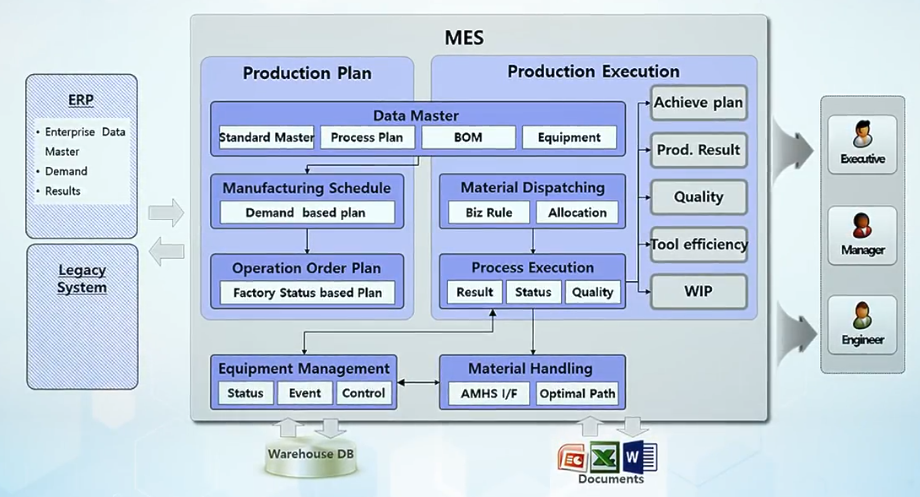 MES
ERP
• Enterprise Data
Master
• Demand
• Results
Legacy
System
Production Plan
Production Execution
Data Master
Standard Master
Process Plan
BOM
Equipment
Manufacturing Schedule
Demand based plan
Operation Order Plan
Factory Status based Plan
Material Dispatching
Biz Rule
Allocation
Process Execution
Result
Status
Quality
Achieve plan
Prod. Result
Quality
Tool efficiency
WIP
Equipment Management
Status
Event
Control
Material Handling
AMHS I/F
Optimal Path
Executive
Manager
Engineer
Warehouse DB
Documents